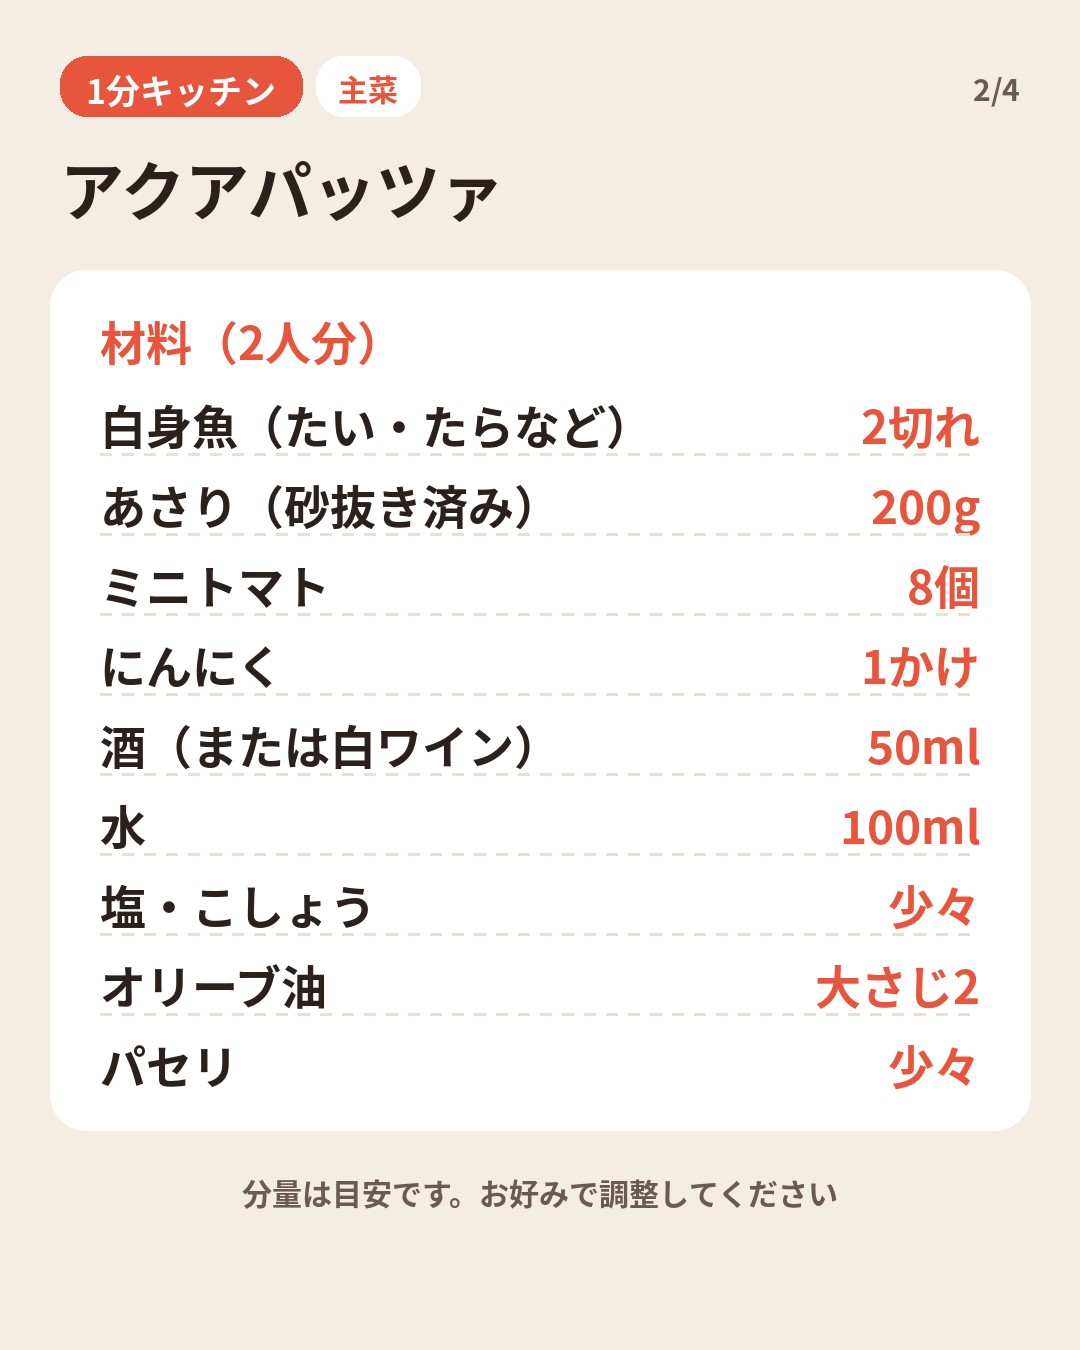 1分キッチン 主菜 2/4
アクアパッツァ
材料（2人分）
白身魚（たい・たらなど） 2切れ
あさり（砂抜き済み） 200g
ミニトマト 8個
にんにく 1かけ
酒（または白ワイン） 50ml
水 100ml
塩・こしょう 少々
オリーブ油 大さじ2
パセリ 少々
分量は目安です。お好みで調整してください